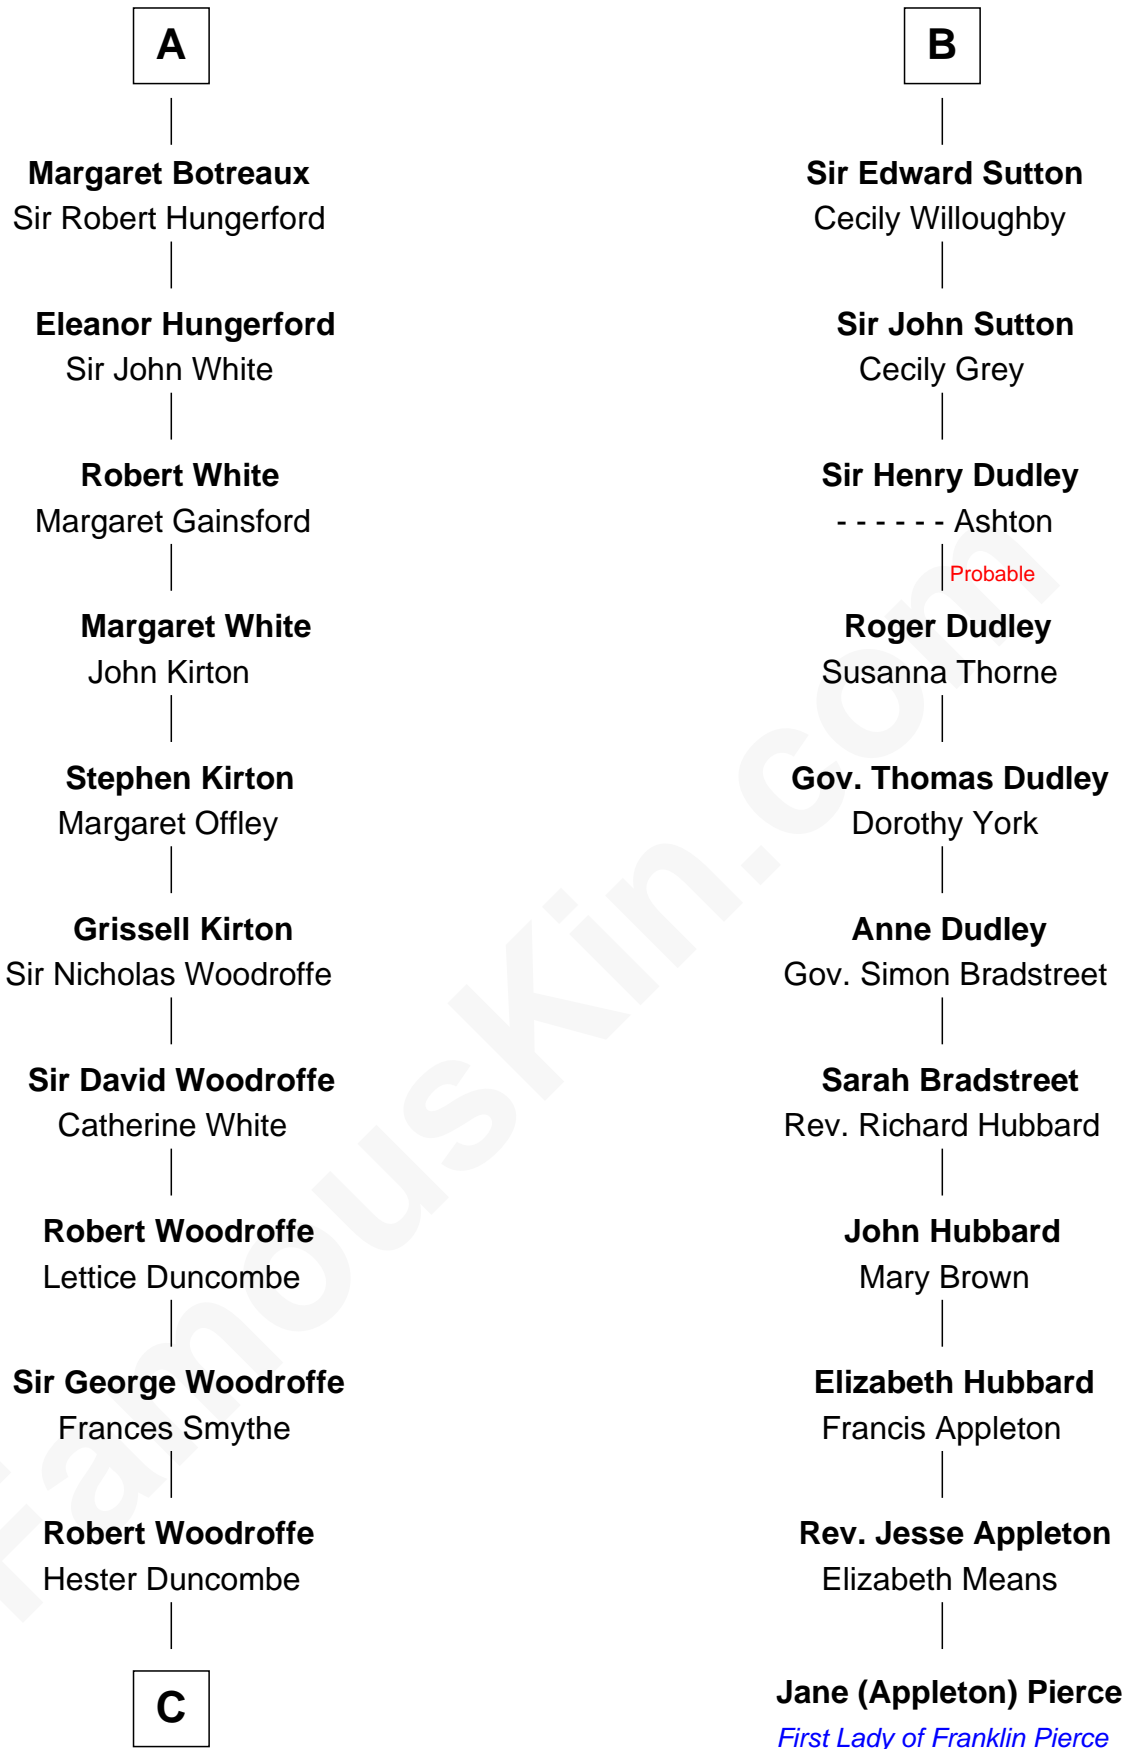 A
Margaret Botreaux
Sir Robert Hungerford
Eleanor Hungerford
Sir John White
Robert White
Margaret Gainsford
Margaret White
John Kirton
Stephen Kirton
Margaret Offley
Grissell Kirton
Sir Nicholas Woodroffe
Sir David Woodroffe
Catherine White
Robert Woodroffe
Lettice Duncombe
Sir George Woodroffe
Frances Smythe
Robert Woodroffe
Hester Duncombe
C
B
Sir Edward Sutton
Cecily Willoughby
Sir John Sutton
Cecily Grey
Sir Henry Dudley
- - - - - - Ashton
Probable
Roger Dudley
Susanna Thorne
Gov. Thomas Dudley
Dorothy York
Anne Dudley
Gov. Simon Bradstreet
Sarah Bradstreet
Rev. Richard Hubbard
John Hubbard
Mary Brown
Elizabeth Hubbard
Francis Appleton
Rev. Jesse Appleton
Elizabeth Means
Jane (Appleton) Pierce
First Lady of Franklin Pierce
FamousKin.com